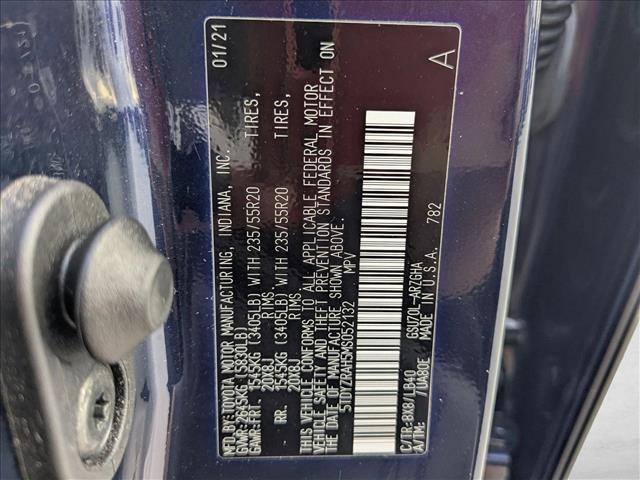 MFD.BY:TOYOTA MOTOR MANUFACTURING, INDIANA, INC. 01/21
GVWR:2645KG (5830LB)
GAWR:FRT. 1545KG (3405LB) WITH 235/55R20 TIRES,
20X8J RIMS
RR. 1545KG (3405LB) WITH 235/55R20 TIRES,
20X8J RIMS
THIS VEHICLE CONFORMS TO ALL APPLICABLE FEDERAL MOTOR
VEHICLE SAFETY AND THEFT PREVENTION STANDARDS IN EFFECT ON
THE DATE OF MANUFACTURE SHOWN ABOVE.
5TDYZRAH5MS052132 MPV
C/TR:8X8/LB40 GSU70L-ARZGHA
A/TM: /UA80E MADE IN U.S.A. 782 A